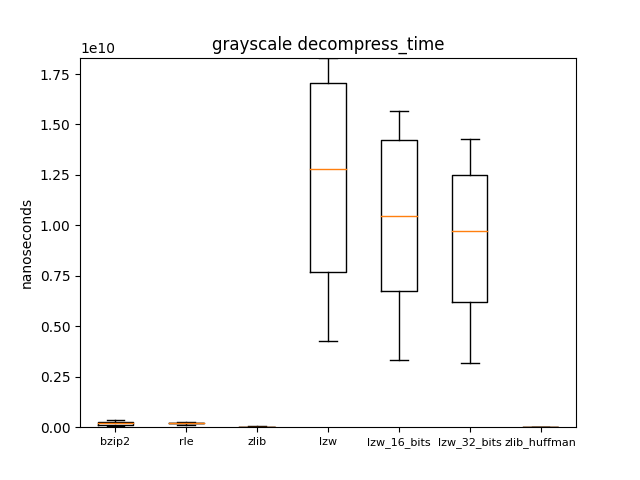 grayscale decompress_time
1e10
1.75
1.50
1.25
1.00
0.75
0.50
0.25
0.00
nanoseconds
bzip2 rle zlib lzw lzw_16_bits lzw_32_bits zlib_huffman